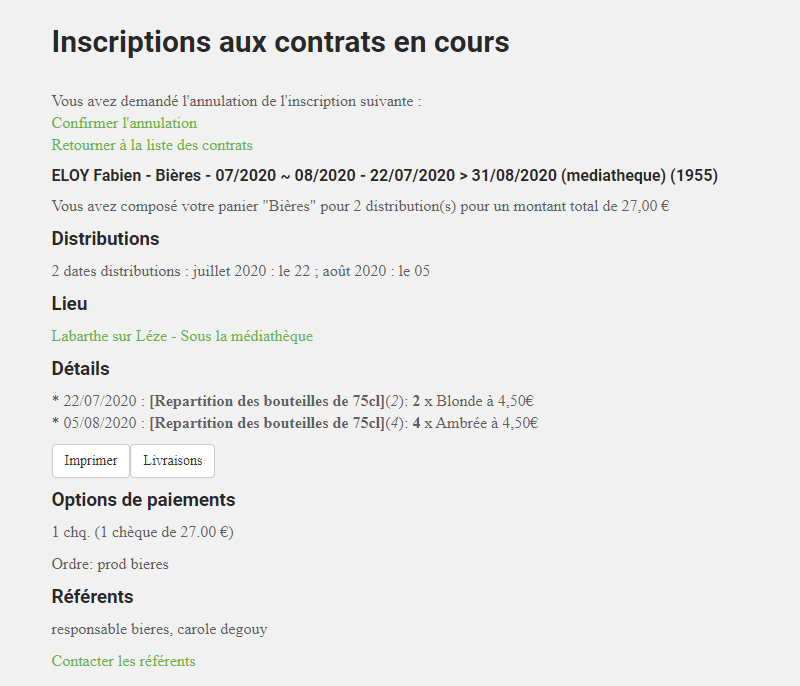 Inscriptions aux contrats en cours
Vous avez demandé l'annulation de l'inscription suivante :
Confirmer l'annulation
Retourner à la liste des contrats
ELOY Fabien - Bières - 07/2020 ~ 08/2020 - 22/07/2020 > 31/08/2020 (mediatheque) (1955)
Vous avez composé votre panier "Bières" pour 2 distribution(s) pour un montant total de 27,00 €
Distributions
2 dates distributions : juillet 2020 : le 22 ; août 2020 : le 05
Lieu
Labarthe sur Léze - Sous la médiathèque
Détails
* 22/07/2020 : [Repartition des bouteilles de 75cl](2): 2 x Blonde à 4,50€
* 05/08/2020 : [Repartition des bouteilles de 75cl](4): 4 x Ambrée à 4,50€
Imprimer Livraisons
Options de paiements
1 chq. (1 chèque de 27.00 €)
Ordre: prod bieres
Référents
responsable bieres, carole degouy
Contacter les référents